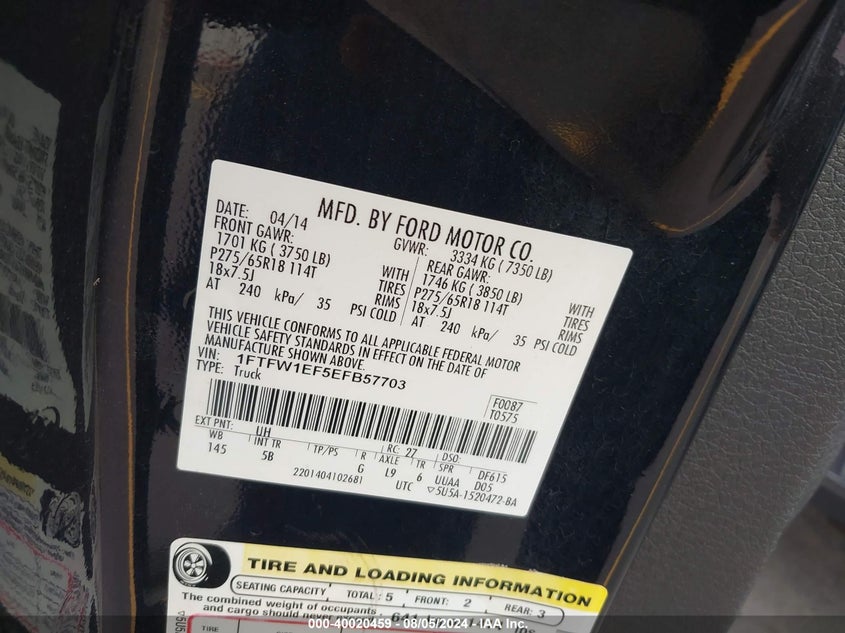 MFD. BY FORD MOTOR CO.
DATE: 04/14
GVWR: 3334 KG ( 7350 LB)
FRONT GAWR:
1701 KG ( 3750 LB)
P275/65R18 114T
18x7.5J
WITH
TIRES
RIMS
AT 240 kPa/ 35 PSI COLD
REAR GAWR:
1746 KG ( 3850 LB)
P275/65R18 114T
18x7.5J
WITH
TIRES
RIMS
AT 240 kPa/ 35 PSI COLD
THIS VEHICLE CONFORMS TO ALL APPLICABLE FEDERAL MOTOR
VEHICLE SAFETY STANDARDS IN EFFECT ON THE DATE OF
MANUFACTURE SHOWN ABOVE.
VIN: 1FTFW1EF5EFB57703
TYPE: Truck
F0087
T0575
EXT PNT: UH RC: 27 DSO:
WB INT TR TP/PS R AXLE TR SPR DF615
145 5B G L9 6 UUAA D05
2201404102681 UTC ▽5U5A-1520472-BA
TIRE AND LOADING INFORMATION
SEATING CAPACITY TOTAL: 5 FRONT: 2 REAR: 3
The combined weight of occupants
and cargo should never
TIRE
000-40020459 - 08/05/2024 - IAA Inc.